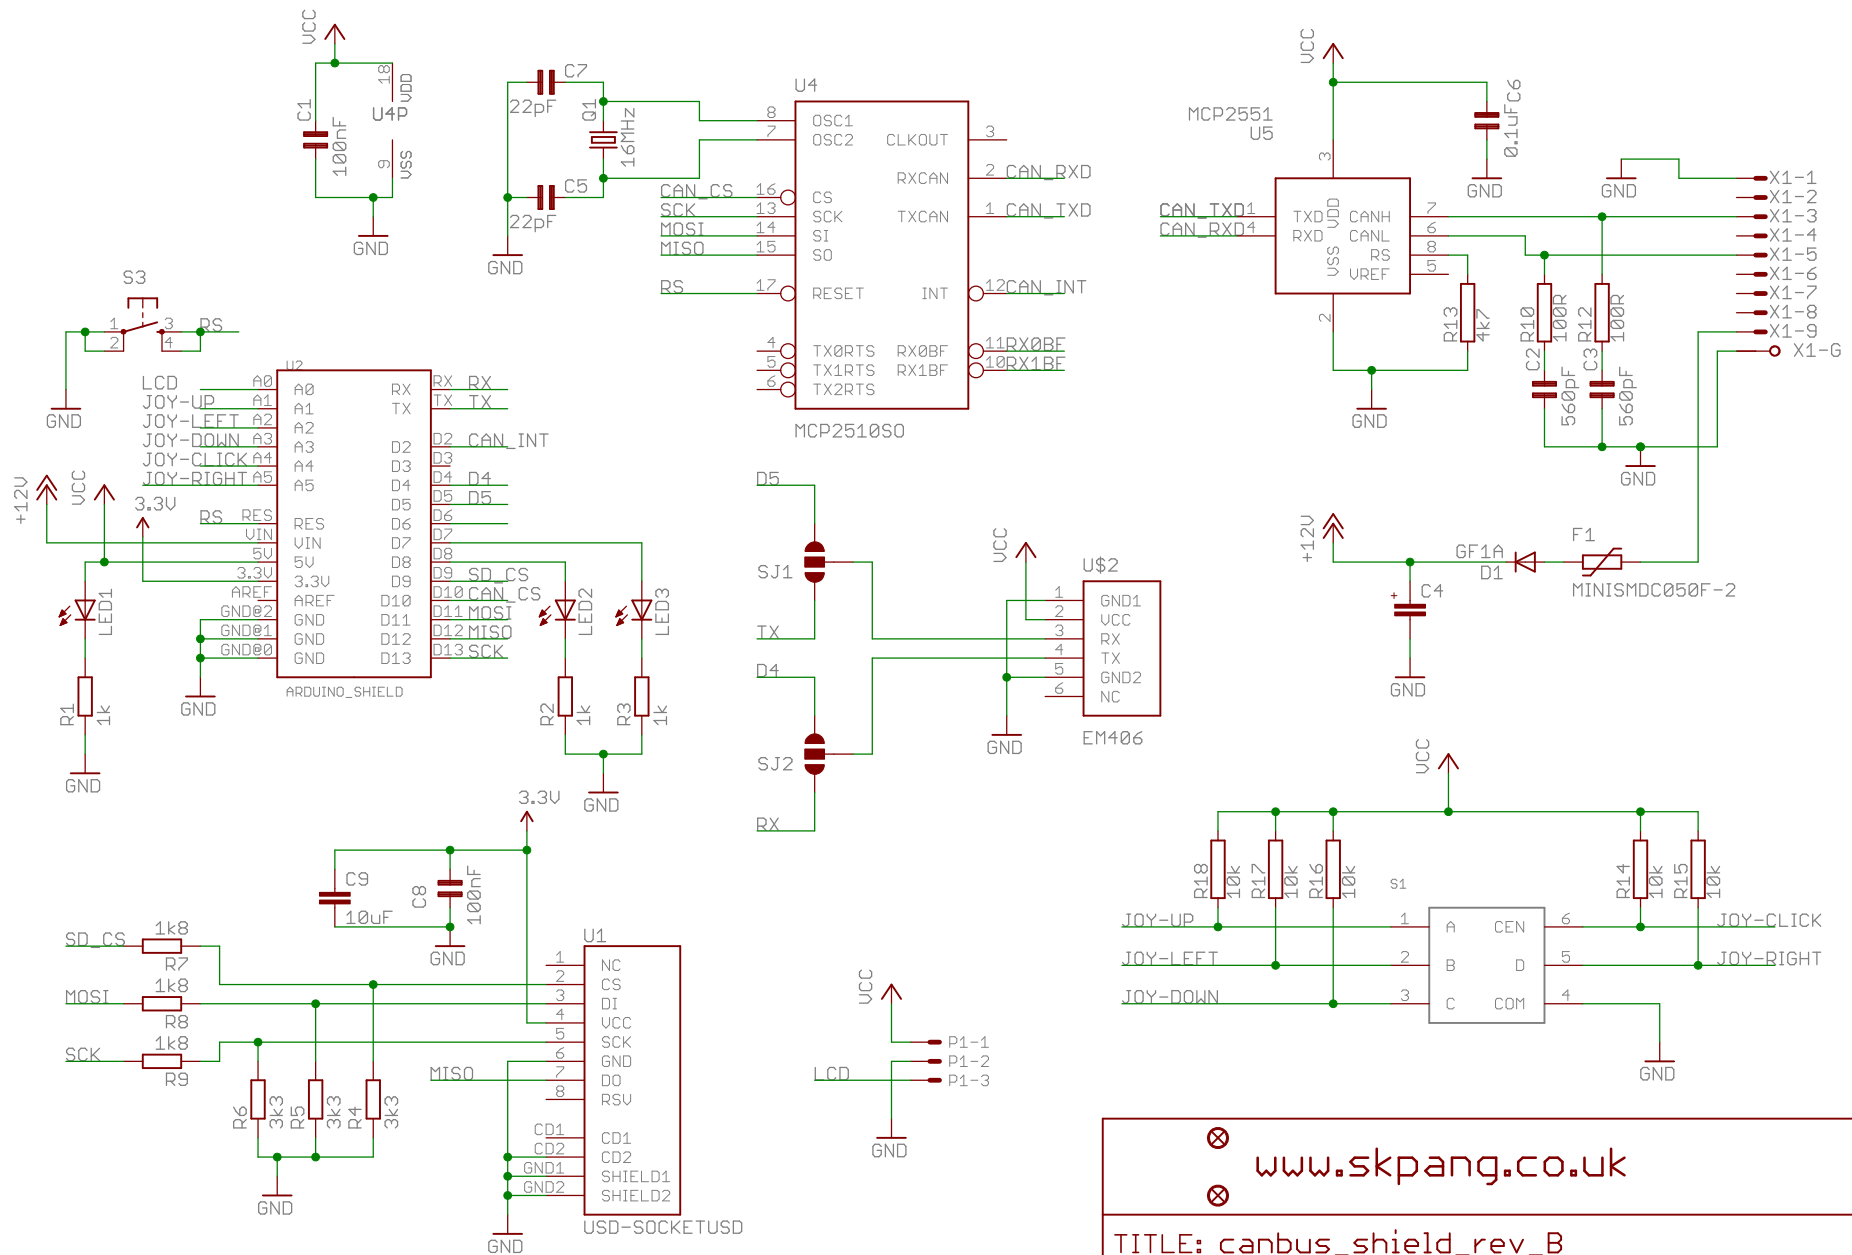 VCC
C1
100nF
18
VDD
U4P
9
VSS
GND
C7
22pF
Q1
16MHz
C5
22pF
GND
U4
8 OSC1
7 OSC2
CLKOUT 3
RXCAN 2 CAN_RXD
CAN_CS 16 CS
SCK 13 SCK
TXCAN 1 CAN_TXD
MOSI 14 SI
MISO 15 SO
RS 17 RESET
INT 12 CAN_INT
4 TX0RTS
RX0BF 11 RX0BF
5 TX1RTS
RX1BF 10 RX1BF
6 TX2RTS
MCP2510SO
VCC
MCP2551
U5
C6
0.1uF
GND
3
CAN_TXD 1 TXD
CAN_RXD 4 RXD
VDD
VSS
CANH 7
CANL 6
RS 8
VREF 5
2
R13
4k7
R10
100R
R12
100R
C2
560pF
C3
560pF
GND
GND
GND
X1-1
X1-2
X1-3
X1-4
X1-5
X1-6
X1-7
X1-8
X1-9
X1-G
S3
1 3 RS
2 4
GND
U2
LCD A0 A0
JOY-UP A1 A1
JOY-LEFT A2 A2
JOY-DOWN A3 A3
JOY-CLICK A4 A4
JOY-RIGHT A5 A5
RS RES RES
VIN VIN
5V 5V
3.3V 3.3V
AREF AREF
GND@2 GND
GND@1 GND
GND@0 GND
RX RX RX
TX TX TX
D2 D2 CAN_INT
D3 D3
D4 D4 D4
D5 D5 D5
D6 D6
D7 D7
D8 D8
D9 D9 SD_CS
D10 D10 CAN_CS
D11 D11 MOSI
D12 D12 MISO
D13 D13 SCK
ARDUINO_SHIELD
+12V
VCC
3.3V
LED1
R1
1k
GND
GND
LED2
LED3
R2
1k
R3
1k
GND
D5
SJ1
TX
D4
SJ2
RX
VCC
U$2
1 GND1
2 VCC
3 RX
4 TX
5 GND2
6 NC
GND
EM406
+12V
GF1A
D1
F1
MINISMDC050F-2
+
C4
GND
3.3V
C9
10uF
C8
100nF
GND
SD_CS
1k8
R7
MOSI
1k8
R8
SCK
1k8
R9
R6
3k3
R5
3k3
R4
3k3
GND
U1
1 NC
2 CS
3 DI
4 VCC
5 SCK
6 GND
MISO 7 DO
8 RSV
CD1 CD1
CD2 CD2
GND1 SHIELD1
GND2 SHIELD2
USD-SOCKETUSD
GND
VCC
P1-1
P1-2
LCD P1-3
GND
VCC
R18
10k
R17
10k
R16
10k
R14
10k
R15
10k
S1
JOY-UP 1 A CEN 6 JOY-CLICK
JOY-LEFT 2 B D 5 JOY-RIGHT
JOY-DOWN 3 C COM 4
GND
www.skpang.co.uk
TITLE: canbus_shield_rev_B